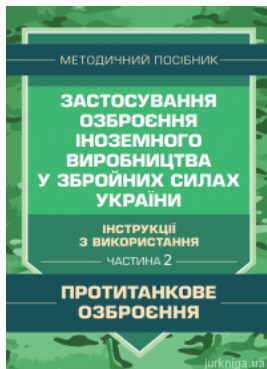 МЕТОДИЧНИЙ ПОСІБНИК
ЗАСТОСУВАННЯ
ОЗБРОЄННЯ
ІНОЗЕМНОГО
ВИРОБНИЦТВА
У ЗБРОЙНИХ СИЛАХ
УКРАЇНИ
ІНСТРУКЦІЇ
З ВИКОРИСТАННЯ
ЧАСТИНА 2
ПРОТИТАНКОВЕ
ОЗБРОЄННЯ
jurkniga.ua